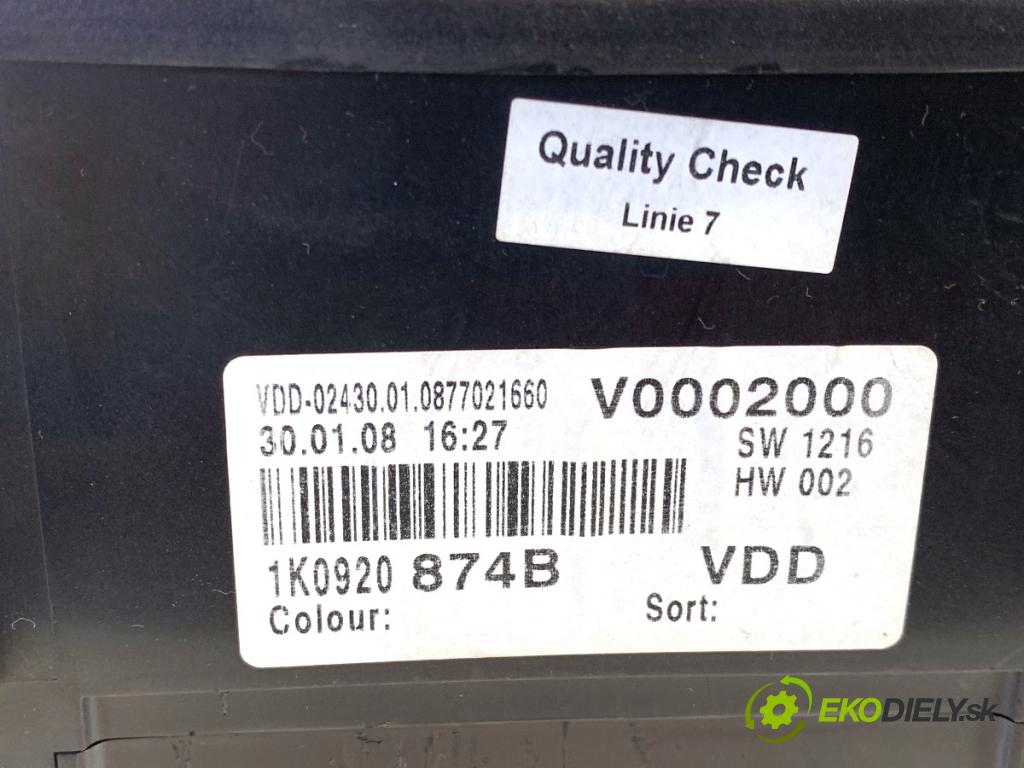 Quality Check
Linie 7
VDD-02430.01.0877021660 V0002000
30.01.08 16:27 SW 1216
HW 002
1K0920 874B VDD
Colour: Sort:
EKODIELY.sk